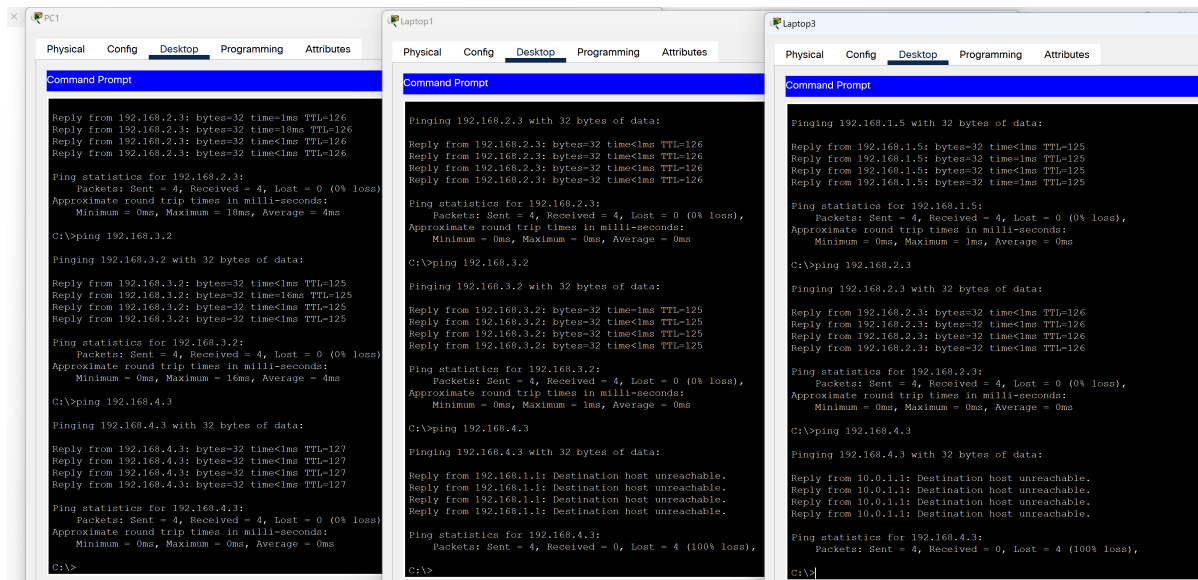 PC1
Physical Config Desktop Programming Attributes
Command Prompt
Reply from 192.168.2.3: bytes=32 time=1ms TTL=126
Reply from 192.168.2.3: bytes=32 time=18ms TTL=126
Reply from 192.168.2.3: bytes=32 time<1ms TTL=126
Reply from 192.168.2.3: bytes=32 time<1ms TTL=126
Ping statistics for 192.168.2.3:
Packets: Sent = 4, Received = 4, Lost = 0 (0% loss)
Approximate round trip times in milli-seconds:
Minimum = 0ms, Maximum = 18ms, Average = 4ms
C:\>ping 192.168.3.2
Pinging 192.168.3.2 with 32 bytes of data:
Reply from 192.168.3.2: bytes=32 time<1ms TTL=125
Reply from 192.168.3.2: bytes=32 time=16ms TTL=125
Reply from 192.168.3.2: bytes=32 time<1ms TTL=125
Reply from 192.168.3.2: bytes=32 time<1ms TTL=125
Ping statistics for 192.168.3.2:
Packets: Sent = 4, Received = 4, Lost = 0 (0% loss)
Approximate round trip times in milli-seconds:
Minimum = 0ms, Maximum = 16ms, Average = 4ms
C:\>ping 192.168.4.3
Pinging 192.168.4.3 with 32 bytes of data:
Reply from 192.168.4.3: bytes=32 time<1ms TTL=127
Reply from 192.168.4.3: bytes=32 time<1ms TTL=127
Reply from 192.168.4.3: bytes=32 time<1ms TTL=127
Reply from 192.168.4.3: bytes=32 time<1ms TTL=127
Ping statistics for 192.168.4.3:
Packets: Sent = 4, Received = 4, Lost = 0 (0% loss)
Approximate round trip times in milli-seconds:
Minimum = 0ms, Maximum = 0ms, Average = 0ms
C:\>
Laptop1
Physical Config Desktop Programming Attributes
Command Prompt
Pinging 192.168.2.3 with 32 bytes of data:
Reply from 192.168.2.3: bytes=32 time<1ms TTL=126
Reply from 192.168.2.3: bytes=32 time<1ms TTL=126
Reply from 192.168.2.3: bytes=32 time<1ms TTL=126
Reply from 192.168.2.3: bytes=32 time<1ms TTL=126
Ping statistics for 192.168.2.3:
Packets: Sent = 4, Received = 4, Lost = 0 (0% loss),
Approximate round trip times in milli-seconds:
Minimum = 0ms, Maximum = 0ms, Average = 0ms
C:\>ping 192.168.3.2
Pinging 192.168.3.2 with 32 bytes of data:
Reply from 192.168.3.2: bytes=32 time=1ms TTL=125
Reply from 192.168.3.2: bytes=32 time<1ms TTL=125
Reply from 192.168.3.2: bytes=32 time<1ms TTL=125
Reply from 192.168.3.2: bytes=32 time<1ms TTL=125
Ping statistics for 192.168.3.2:
Packets: Sent = 4, Received = 4, Lost = 0 (0% loss),
Approximate round trip times in milli-seconds:
Minimum = 0ms, Maximum = 1ms, Average = 0ms
C:\>ping 192.168.4.3
Pinging 192.168.4.3 with 32 bytes of data:
Reply from 192.168.1.1: Destination host unreachable.
Reply from 192.168.1.1: Destination host unreachable.
Reply from 192.168.1.1: Destination host unreachable.
Reply from 192.168.1.1: Destination host unreachable.
Ping statistics for 192.168.4.3:
Packets: Sent = 4, Received = 0, Lost = 4 (100% loss),
C:\>
Laptop3
Physical Config Desktop Programming Attributes
Command Prompt
Pinging 192.168.1.5 with 32 bytes of data:
Reply from 192.168.1.5: bytes=32 time<1ms TTL=125
Reply from 192.168.1.5: bytes=32 time=1ms TTL=125
Reply from 192.168.1.5: bytes=32 time<1ms TTL=125
Reply from 192.168.1.5: bytes=32 time=1ms TTL=125
Ping statistics for 192.168.1.5:
Packets: Sent = 4, Received = 4, Lost = 0 (0% loss),
Approximate round trip times in milli-seconds:
Minimum = 0ms, Maximum = 1ms, Average = 0ms
C:\>ping 192.168.2.3
Pinging 192.168.2.3 with 32 bytes of data:
Reply from 192.168.2.3: bytes=32 time<1ms TTL=126
Reply from 192.168.2.3: bytes=32 time<1ms TTL=126
Reply from 192.168.2.3: bytes=32 time<1ms TTL=126
Reply from 192.168.2.3: bytes=32 time<1ms TTL=126
Ping statistics for 192.168.2.3:
Packets: Sent = 4, Received = 4, Lost = 0 (0% loss),
Approximate round trip times in milli-seconds:
Minimum = 0ms, Maximum = 0ms, Average = 0ms
C:\>ping 192.168.4.3
Pinging 192.168.4.3 with 32 bytes of data:
Reply from 10.0.1.1: Destination host unreachable.
Reply from 10.0.1.1: Destination host unreachable.
Reply from 10.0.1.1: Destination host unreachable.
Reply from 10.0.1.1: Destination host unreachable.
Ping statistics for 192.168.4.3:
Packets: Sent = 4, Received = 0, Lost = 4 (100% loss),
C:\>